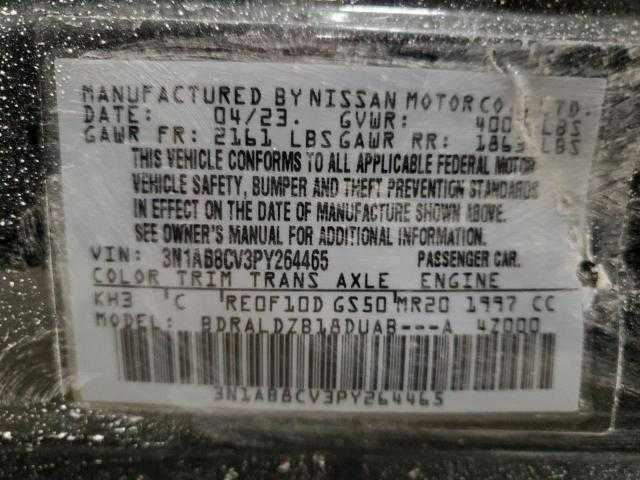 MANUFACTURED BY NISSAN MOTOR CO. LTD.
DATE: 04/23. GVWR: LBS
GAWR FR: 2161 LBS GAWR RR: 1863 LBS
THIS VEHICLE CONFORMS TO ALL APPLICABLE FEDERAL MOTOR
VEHICLE SAFETY, BUMPER AND THEFT PREVENTION STANDARDS
IN EFFECT ON THE DATE OF MANUFACTURE SHOWN ABOVE.
SEE OWNER'S MANUAL FOR ADDITIONAL INFORMATION.
VIN: 3N1AB8CV3PY264465 PASSENGER CAR.
COLOR TRIM TRANS AXLE ENGINE
KH3 C RE0F10D GS50 MR20 1997 CC
MODEL: BDRALDZB18DUAB---A 4Z000
3N1AB8CV3PY264465